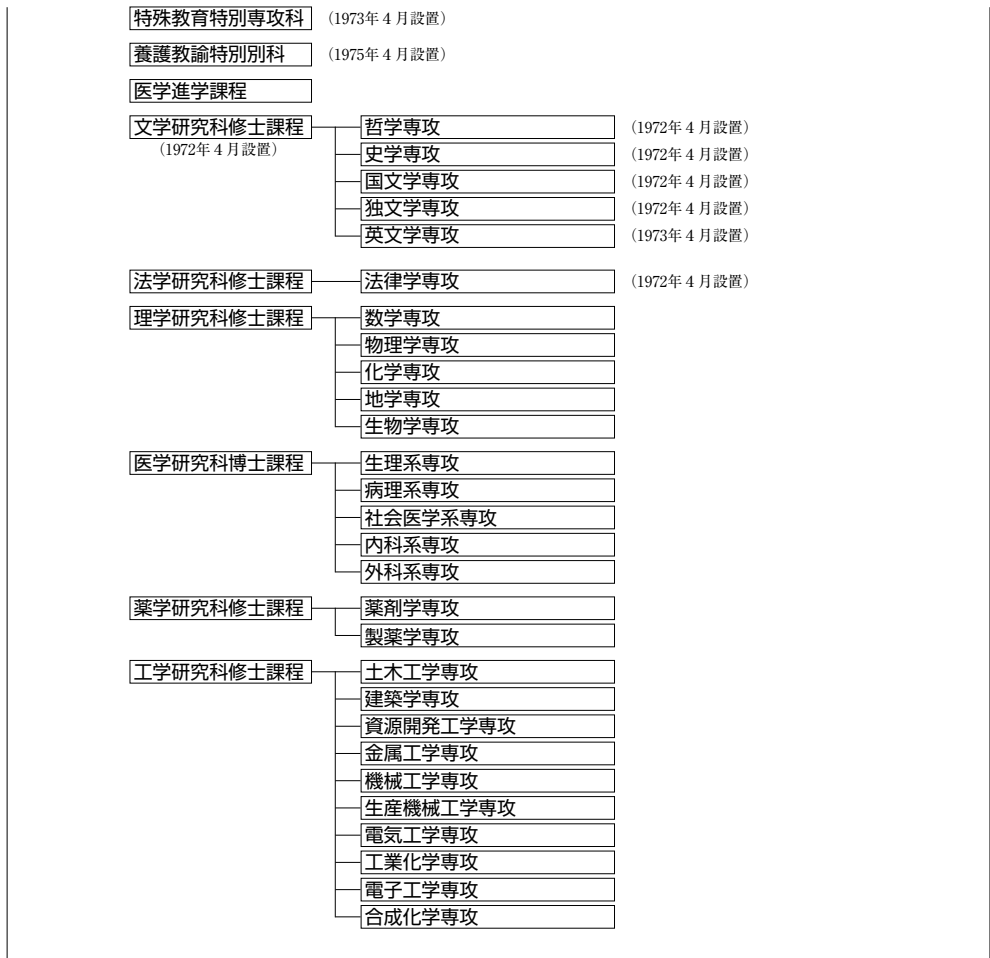 特殊教育特別専攻科 （1973年４月設置）
養護教諭特別別科 （1975年４月設置）
医学進学課程
文学研究科修士課程 哲学専攻 （1972年４月設置）
（1972年４月設置） 史学専攻 （1972年４月設置）
国文学専攻 （1972年４月設置）
独文学専攻 （1972年４月設置）
英文学専攻 （1973年４月設置）
法学研究科修士課程 法律学専攻 （1972年４月設置）
理学研究科修士課程 数学専攻
物理学専攻
化学専攻
地学専攻
生物学専攻
医学研究科博士課程 生理系専攻
病理系専攻
社会医学系専攻
内科系専攻
外科系専攻
薬学研究科修士課程 薬剤学専攻
製薬学専攻
工学研究科修士課程 土木工学専攻
建築学専攻
資源開発工学専攻
金属工学専攻
機械工学専攻
生産機械工学専攻
電気工学専攻
工業化学専攻
電子工学専攻
合成化学専攻